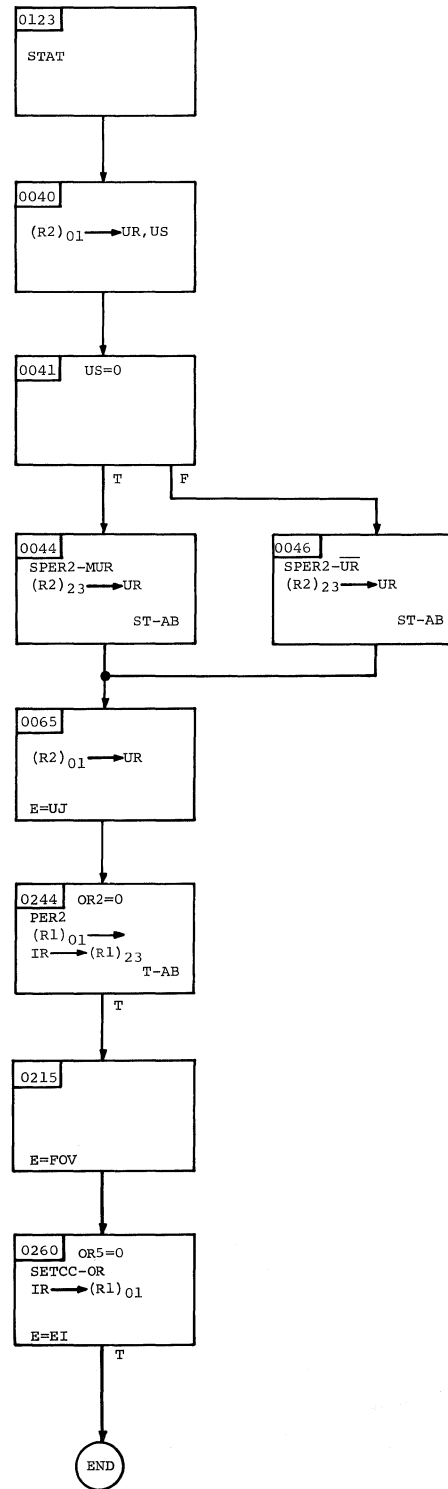 0123
STAT
0040
(R2)01 → UR,US
0041 US=0
T F
0044
SPER2-MUR
(R2)23 → UR
ST-AB
0046
SPER2-U̅R̅
(R2)23 → UR
ST-AB
0065
(R2)01 → UR
E=UJ
0244 OR2=0
PER2
(R1)01 →
IR → (R1)23
T-AB
T
0215
E=FOV
0260 OR5=0
SETCC-OR
IR → (R1)01
E=EI
T
END